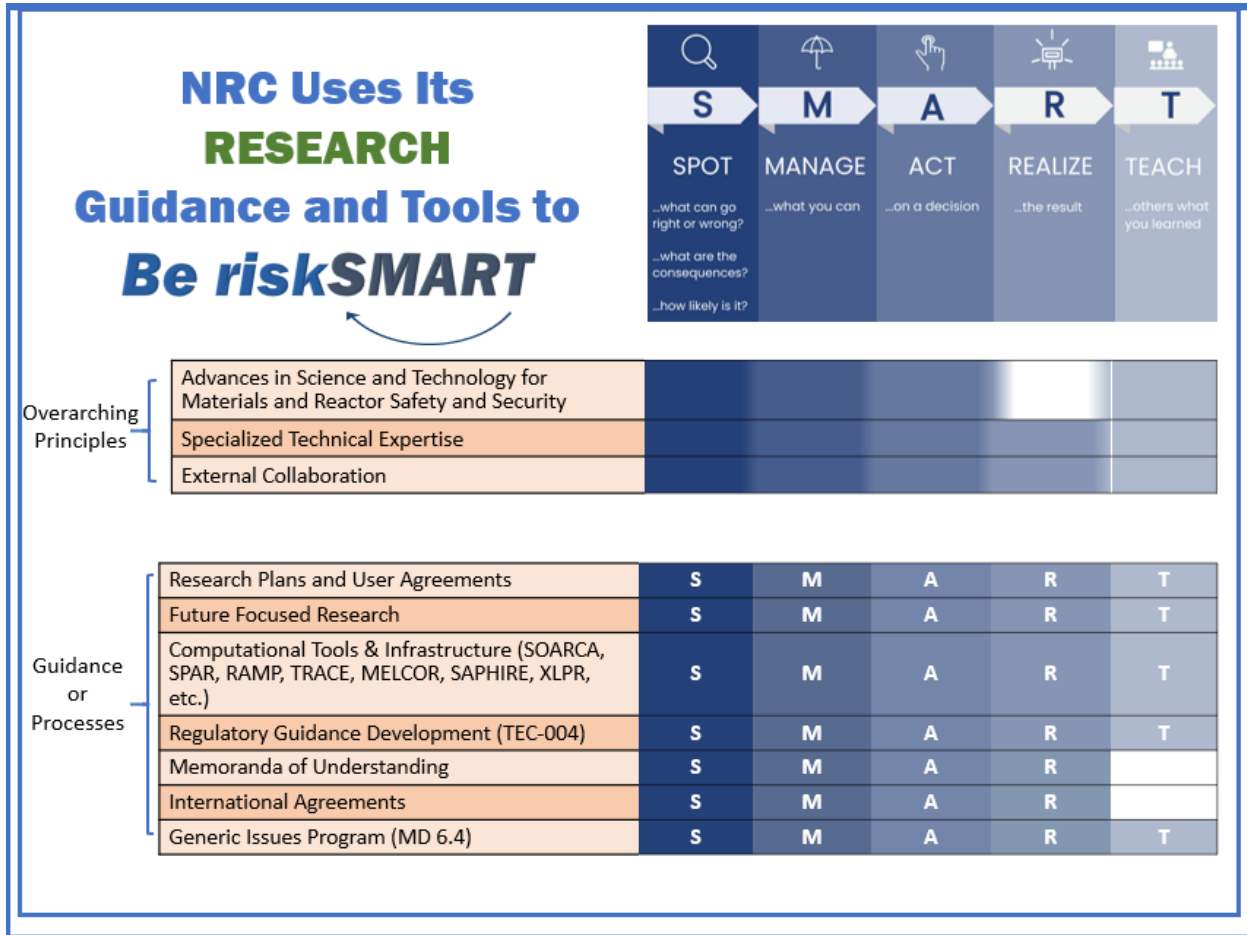 NRC Uses Its
RESEARCH
Guidance and Tools to
Be riskSMART
S M A R T
SPOT MANAGE ACT REALIZE TEACH
...what can go
right or wrong?
...what are the
consequences?
...how likely is it?
...what you can
...on a decision
...the result
...others what
you learned
Overarching
Principles
Advances in Science and Technology for
Materials and Reactor Safety and Security
Specialized Technical Expertise
External Collaboration
Guidance
or
Processes
Research Plans and User Agreements S M A R T
Future Focused Research S M A R T
Computational Tools & Infrastructure (SOARCA,
SPAR, RAMP, TRACE, MELCOR, SAPHIRE, XLPR,
etc.) S M A R T
Regulatory Guidance Development (TEC-004) S M A R T
Memoranda of Understanding S M A R
International Agreements S M A R
Generic Issues Program (MD 6.4) S M A R T